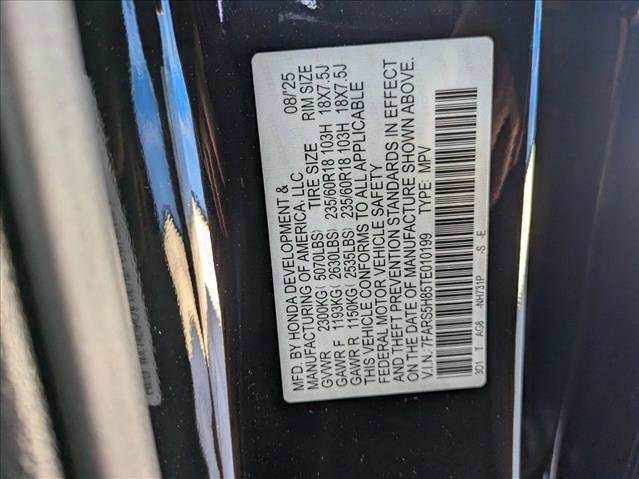 MFD. BY HONDA DEVELOPMENT & 08/'25
MANUFACTURING OF AMERICA, LLC
TIRE SIZE RIM SIZE
GVWR 2300KG (5070LBS)
GAWR F 1193KG (2630LBS) 235/60R18 103H 18X7.5J
GAWR R 1150KG (2535LBS) 235/60R18 103H 18X7.5J
THIS VEHICLE CONFORMS TO ALL APPLICABLE
FEDERAL MOTOR VEHICLE SAFETY
AND THEFT PREVENTION STANDARDS IN EFFECT
ON THE DATE OF MANUFACTURE SHOWN ABOVE.
V.I.N.: 7FARS5H85TE010199 TYPE: MPV
3D1 T AG8 -NH731P -S -E